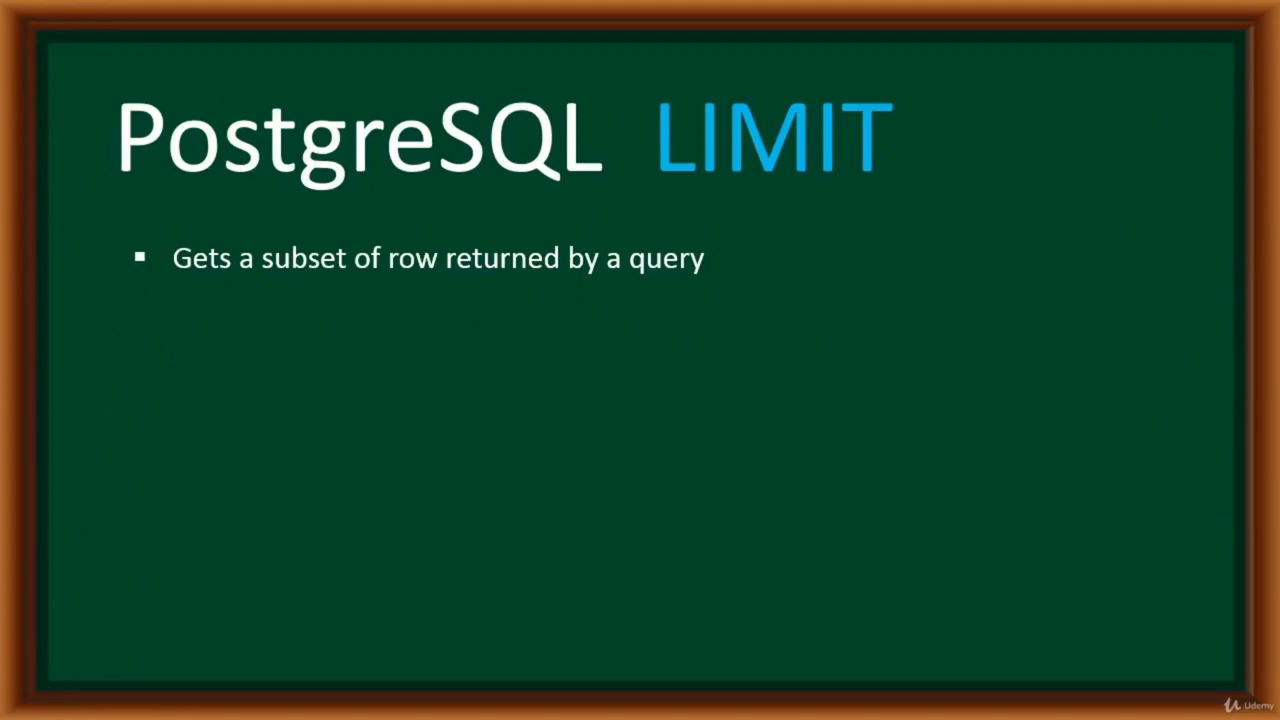 PostgreSQL LIMIT
▪ Gets a subset of row returned by a query
Udemy